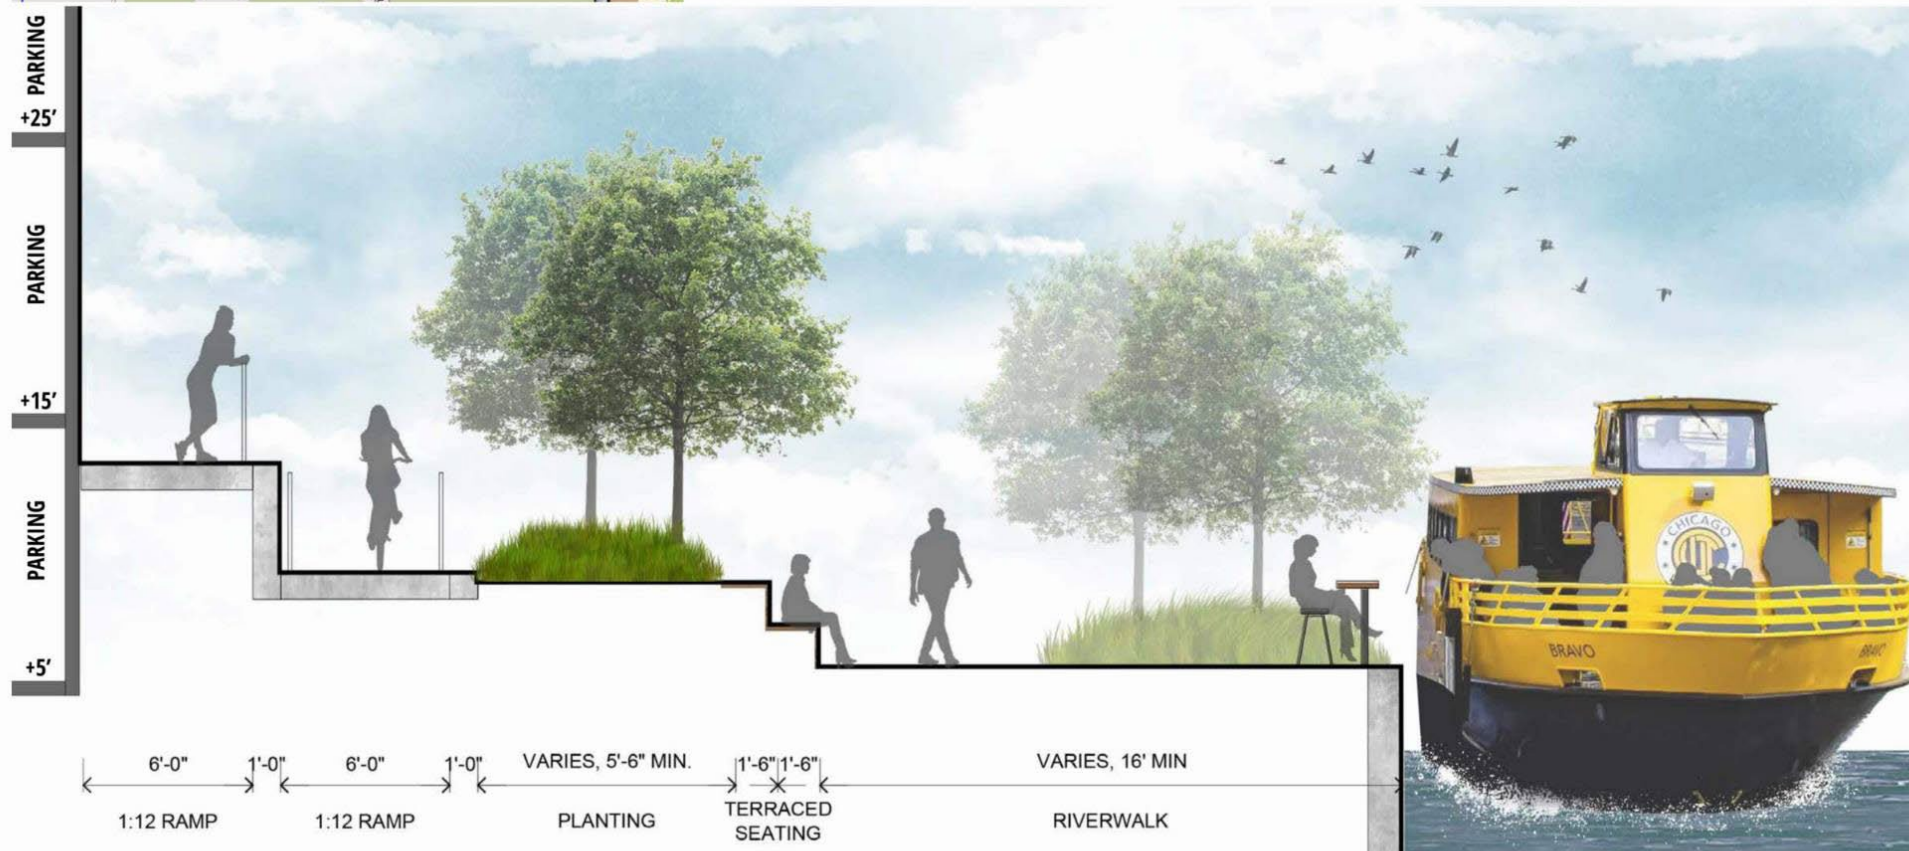 PARKING
+25'
PARKING
+15'
PARKING
+5'
CHICAGO
BRAVO
BRAVO
6'-0" 1'-0" 6'-0" 1'-0" VARIES, 5'-6" MIN. 1'-6" 1'-6" VARIES, 16' MIN
1:12 RAMP 1:12 RAMP PLANTING TERRACED SEATING RIVERWALK